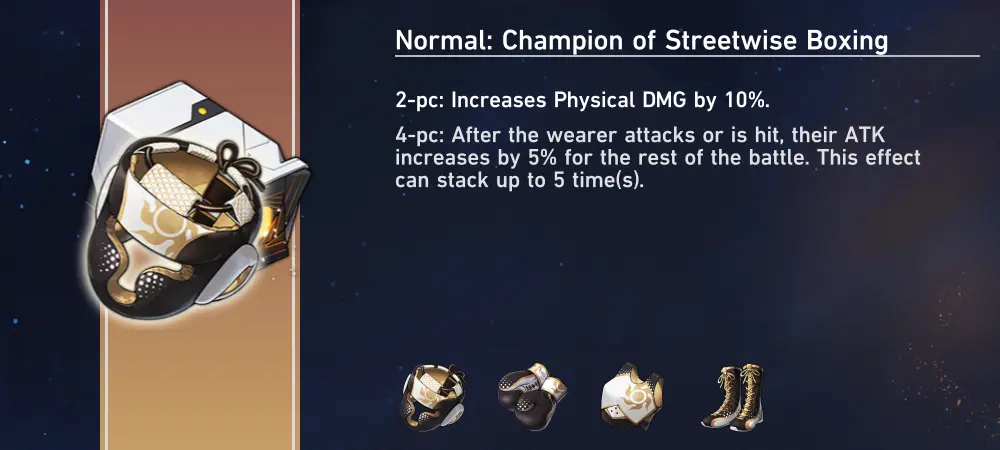 Normal: Champion of Streetwise Boxing
2-pc: Increases Physical DMG by 10%.
4-pc: After the wearer attacks or is hit, their ATK
increases by 5% for the rest of the battle. This effect
can stack up to 5 time(s).